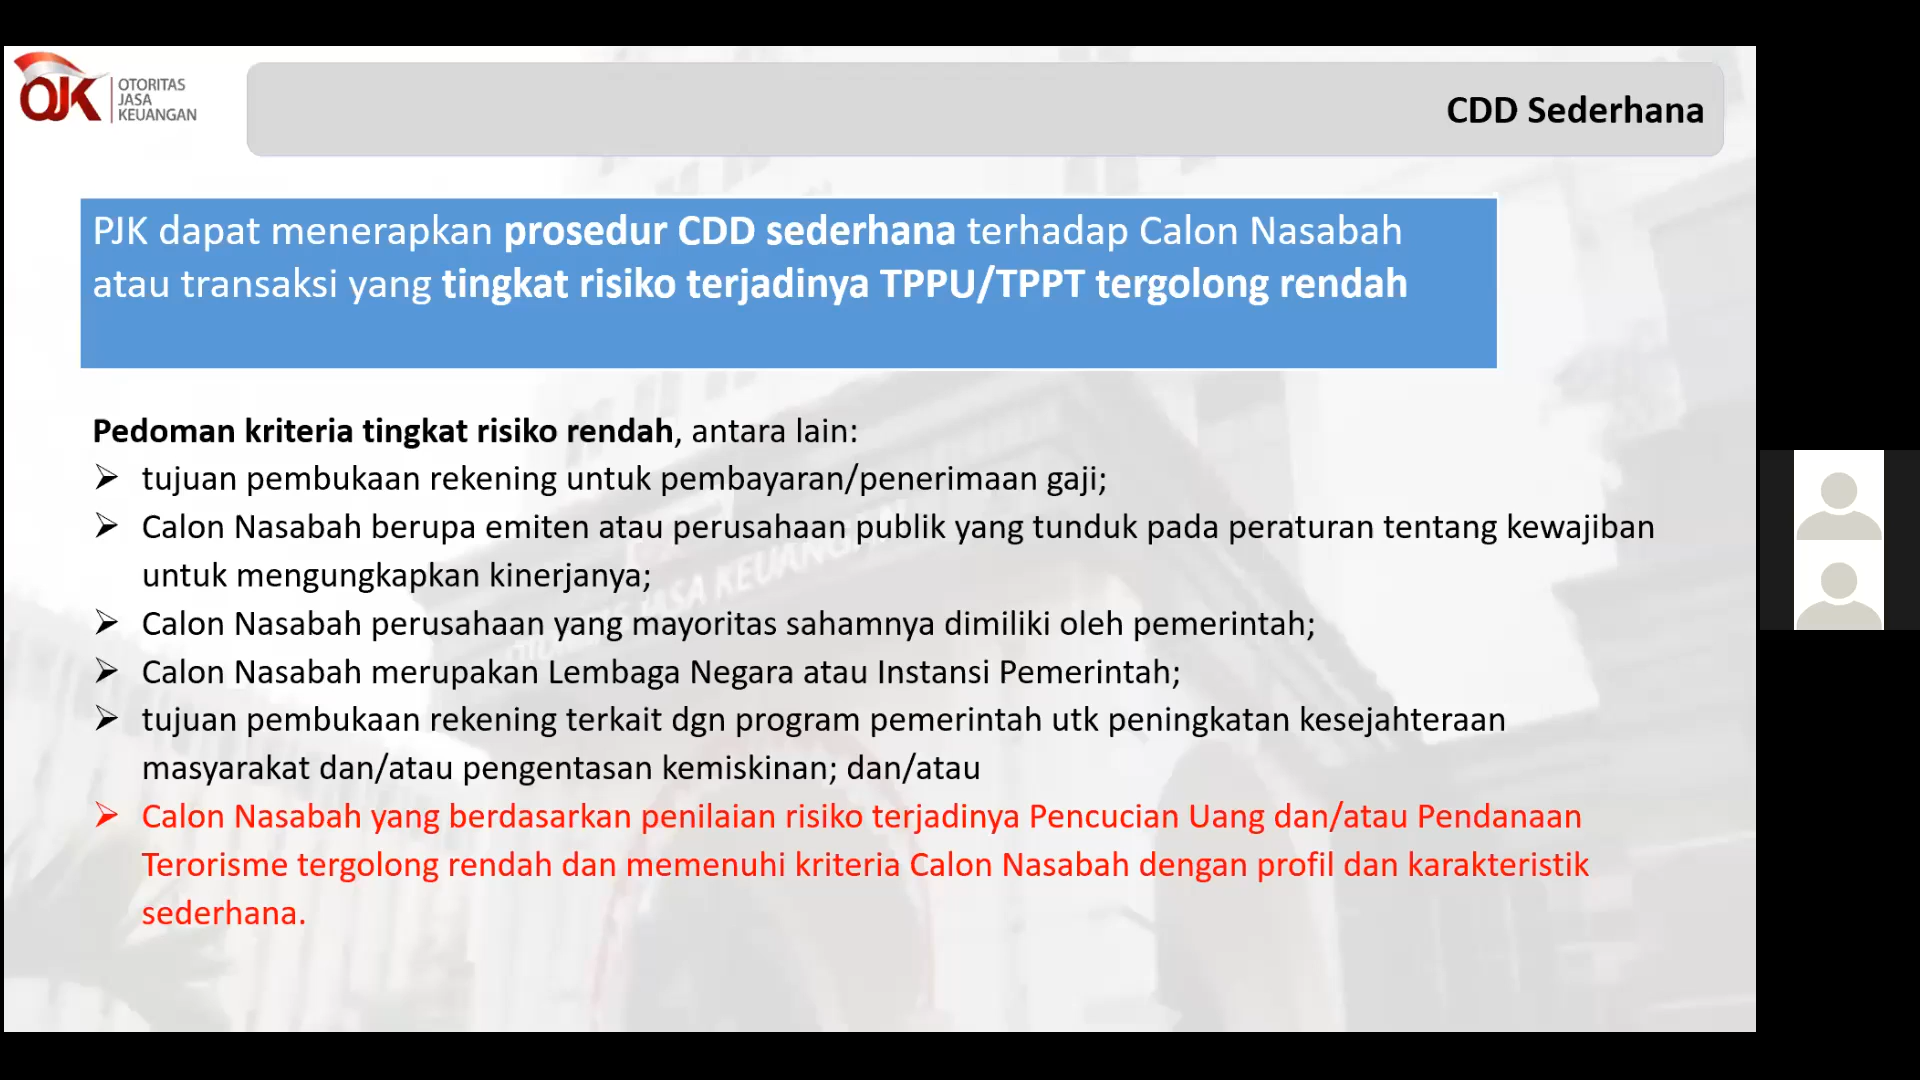 OJK
OTORITAS
JASA
KEUANGAN
CDD Sederhana
PJK dapat menerapkan prosedur CDD sederhana terhadap Calon Nasabah
atau transaksi yang tingkat risiko terjadinya TPPU/TPPT tergolong rendah
Pedoman kriteria tingkat risiko rendah, antara lain:
➢ tujuan pembukaan rekening untuk pembayaran/penerimaan gaji;
➢ Calon Nasabah berupa emiten atau perusahaan publik yang tunduk pada peraturan tentang kewajiban
untuk mengungkapkan kinerjanya;
➢ Calon Nasabah perusahaan yang mayoritas sahamnya dimiliki oleh pemerintah;
➢ Calon Nasabah merupakan Lembaga Negara atau Instansi Pemerintah;
➢ tujuan pembukaan rekening terkait dgn program pemerintah utk peningkatan kesejahteraan
masyarakat dan/atau pengentasan kemiskinan; dan/atau
➢ Calon Nasabah yang berdasarkan penilaian risiko terjadinya Pencucian Uang dan/atau Pendanaan
Terorisme tergolong rendah dan memenuhi kriteria Calon Nasabah dengan profil dan karakteristik
sederhana.
JASA KEUANGAN